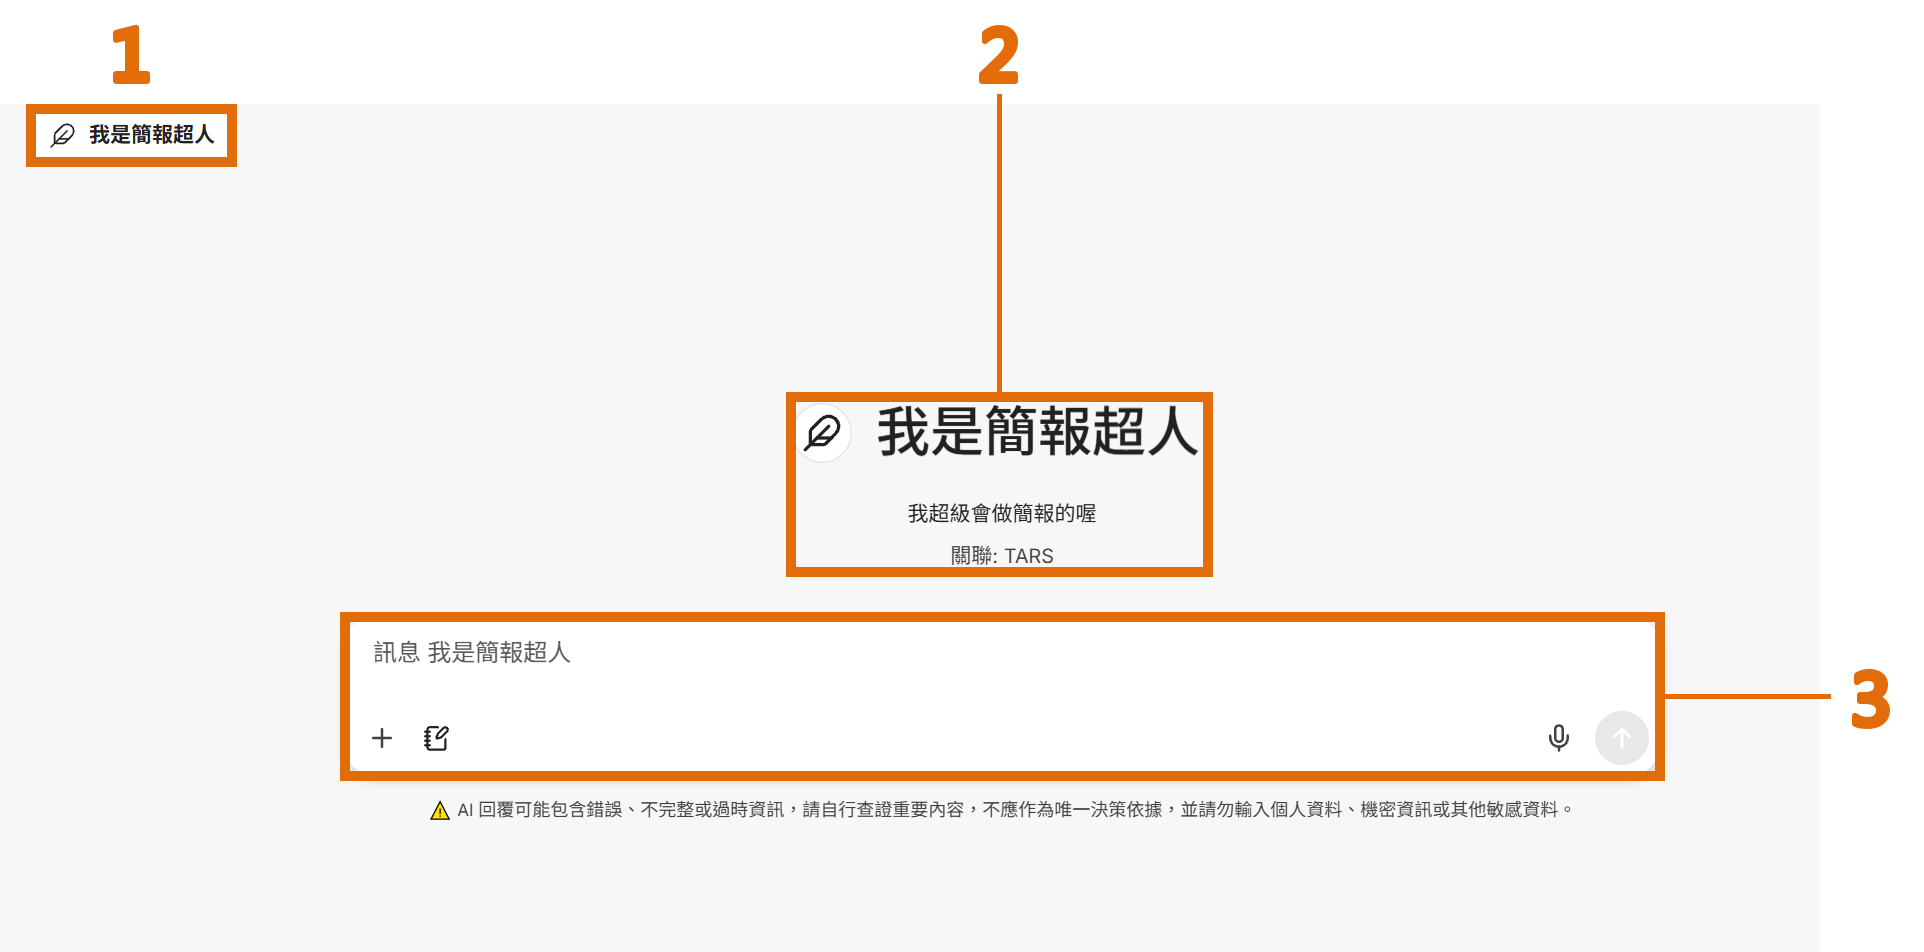 1
2
我是簡報超人
我是簡報超人
我超級會做簡報的喔
關聯: TARS
訊息 我是簡報超人
3
AI 回覆可能包含錯誤、不完整或過時資訊，請自行查證重要內容，不應作為唯一決策依據，並請勿輸入個人資料、機密資訊或其他敏感資料。